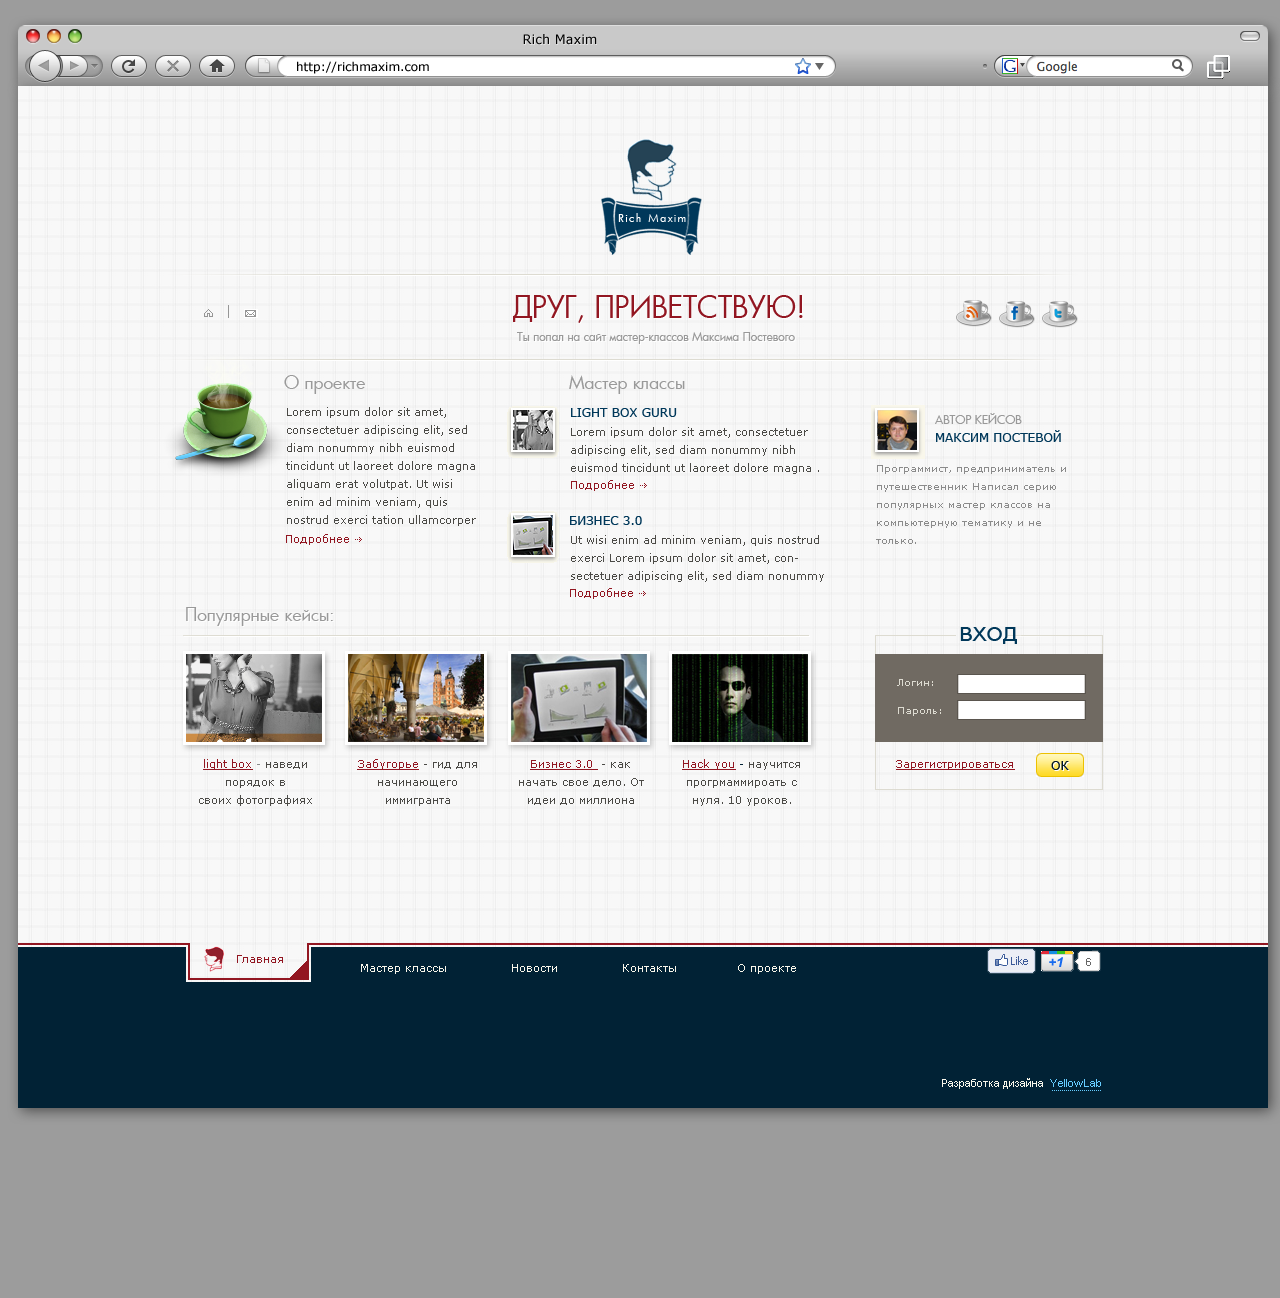 Rich Maxim
http://richmaxim.com
Google
Rich Maxim
ДРУГ, ПРИВЕТСТВУЮ!
Ты попал на сайт мастер-классов Максима Постевого
О проекте
Lorem ipsum dolor sit amet,
consectetuer adipiscing elit, sed
diam nonummy nibh euismod
tincidunt ut laoreet dolore magna
aliquam erat volutpat. Ut wisi
enim ad minim veniam, quis
nostrud exerci tation ullamcorper
Подробнее
Мастер классы
LIGHT BOX GURU
Lorem ipsum dolor sit amet, consectetuer
adipiscing elit, sed diam nonummy nibh
euismod tincidunt ut laoreet dolore magna .
Подробнее
БИЗНЕС 3.0
Ut wisi enim ad minim veniam, quis nostrud
exerci Lorem ipsum dolor sit amet, con-
sectetuer adipiscing elit, sed diam nonummy
Подробнее
АВТОР КЕЙСОВ
МАКСИМ ПОСТЕВОЙ
Программист, предприниматель и
путешественник Написал серию
популярных мастер классов на
компьютерную тематику и не
только.
Популярные кейсы:
light box - наведи
порядок в
своих фотографиях
Забугорье - гид для
начинающего
иммигранта
Бизнес 3.0 - как
начать свое дело. От
идеи до миллиона
Hack you - научится
прогрмаммироать с
нуля. 10 уроков.
ВХОД
Логин:
Пароль:
Зарегистрироваться
OK
Главная
Мастер классы
Новости
Контакты
О проекте
Like
+1
6
Разработка дизайна YellowLab